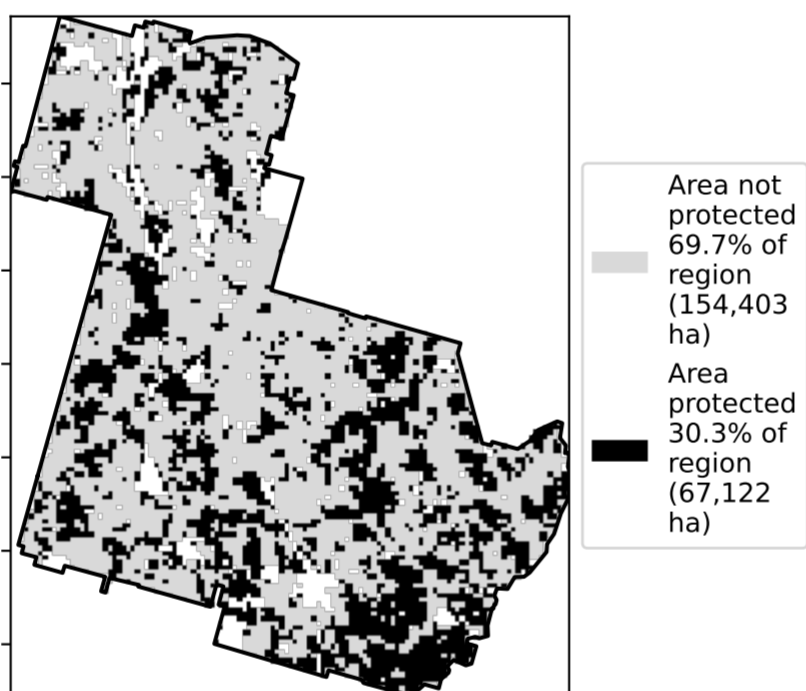 Area not
protected
69.7% of
region
(154,403
ha)
Area
protected
30.3% of
region
(67,122
ha)